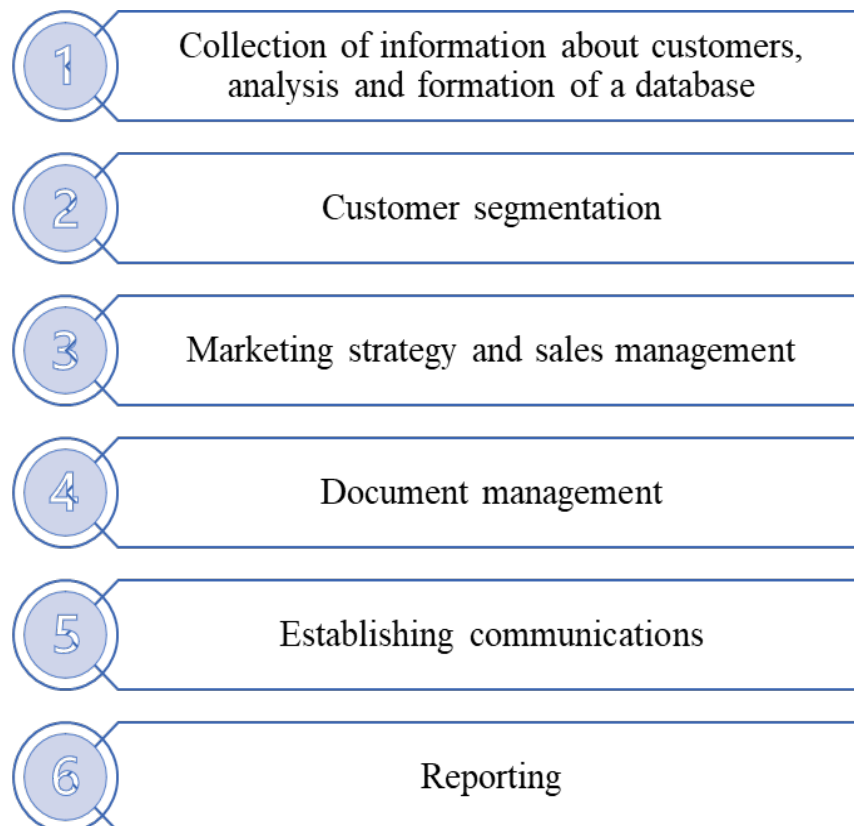 1
Collection of information about customers,
analysis and formation of a database
2
Customer segmentation
3
Marketing strategy and sales management
4
Document management
5
Establishing communications
6
Reporting